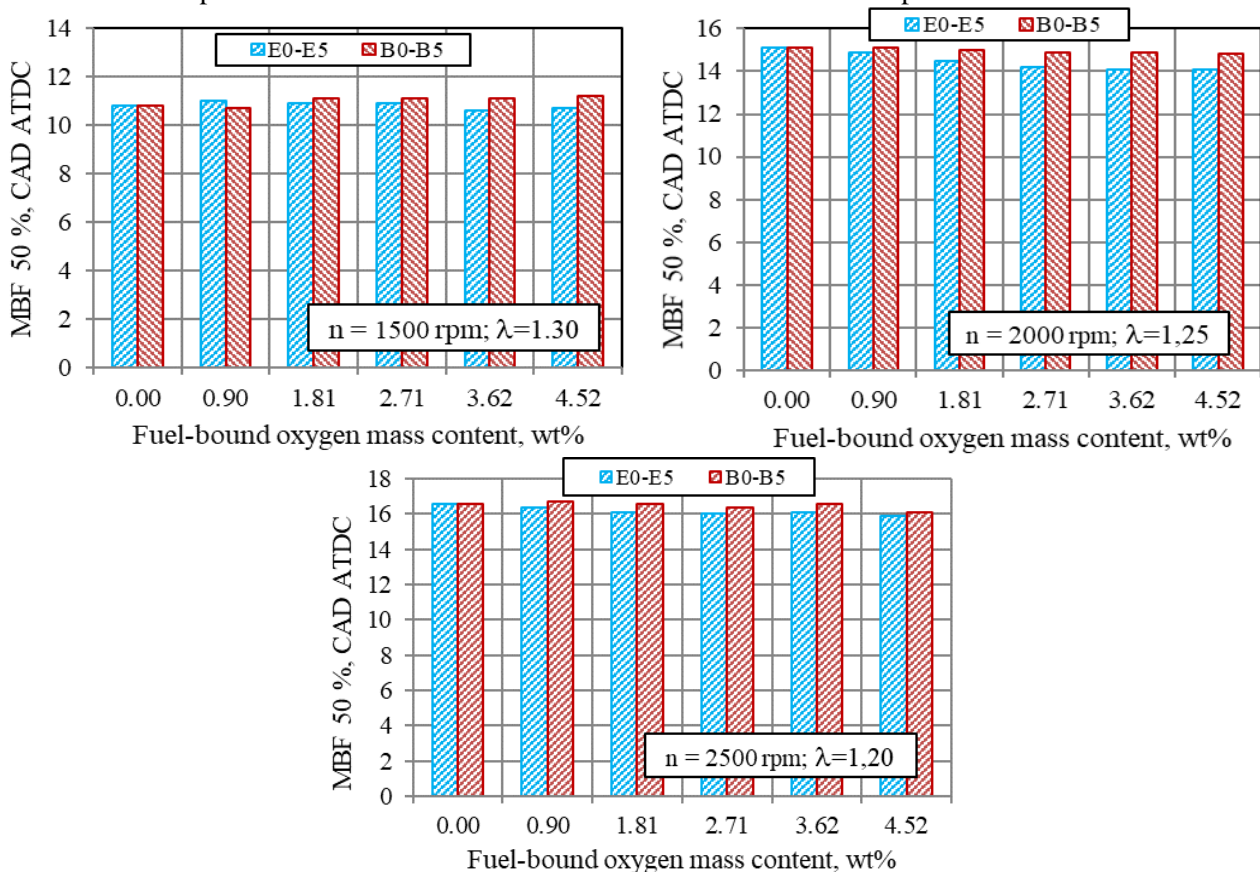 14
12
10
8
6
4
2
0
MBF 50 %, CAD ATDC
E0-E5 B0-B5
n = 1500 rpm; λ=1.30
0.00 0.90 1.81 2.71 3.62 4.52
Fuel-bound oxygen mass content, wt%
16
14
12
10
8
6
4
2
0
MBF 50 %, CAD ATDC
E0-E5 B0-B5
n = 2000 rpm; λ=1,25
0.00 0.90 1.81 2.71 3.62 4.52
Fuel-bound oxygen mass content, wt%
18
16
14
12
10
8
6
4
2
0
MBF 50 %, CAD ATDC
E0-E5 B0-B5
n = 2500 rpm; λ=1,20
0.00 0.90 1.81 2.71 3.62 4.52
Fuel-bound oxygen mass content, wt%